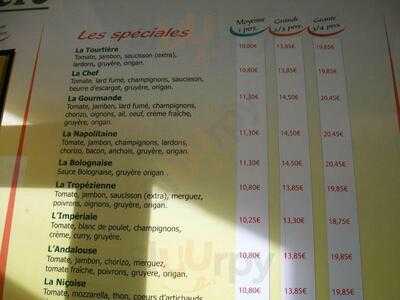 Les spéciales
Moyenne Grande Géante
1 pers. 2/3 pers. 3/4 pers.
La Tourtière 10,80€ 13,85€ 19,85€
Tomate, jambon, saucisson (extra),
lardons, gruyère, origan.
La Chef 10,80€ 13,85€ 19,85€
Tomate, lard fumé, champignons, saucisson,
beurre d'escargot, gruyère, origan.
La Gourmande 11,30€ 14,50€ 20,45€
Tomate, jambon, lard fumé, champignons,
chorizo, oignons, ail, oeuf, crème fraîche,
gruyère, origan.
La Napolitaine 11,30€ 14,50€ 20,45€
Tomate, jambon, champignons, lardons,
chorizo, bacon, anchois, gruyère, origan.
La Bolognaise 11,30€ 14,50€ 20,45€
Sauce Bolognaise, gruyère origan
La Tropézienne 10,80€ 13,85€ 19,85€
Tomate, jambon, saucisson (extra), merguez,
poivrons, oignons, gruyère, origan.
L'Impériale 10,25€ 13,30€ 18,75€
Tomate, blanc de poulet, champignons,
crème, curry, gruyère.
L'Andalouse 10,80€ 13,85€ 19,85€
Tomate, jambon, chorizo, merguez,
tomate fraîche, poivrons, gruyère, origan.
La Niçoise 10,80€ 13,85€ 19,85€
Tomate, mozzarella, thon, coeurs d'artichauds